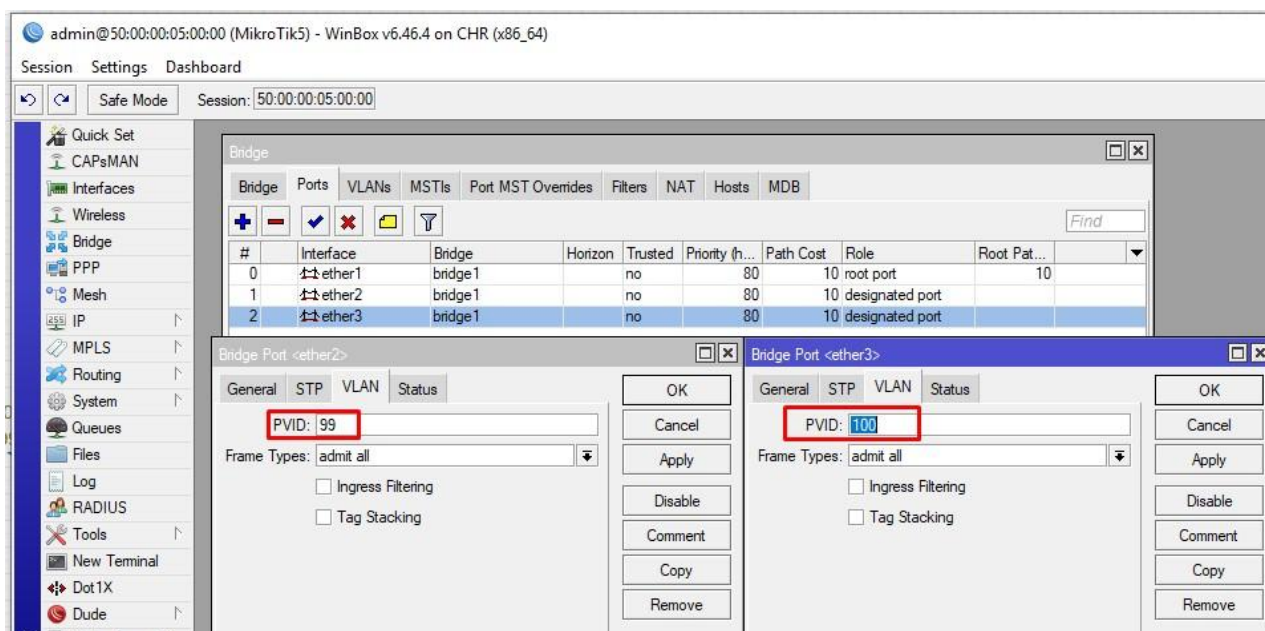 admin@50:00:00:05:00:00 (MikroTik5) - WinBox v6.46.4 on CHR (x86_64)
Session Settings Dashboard
Safe Mode Session: 50:00:00:05:00:00
Quick Set
CAPsMAN
Interfaces
Wireless
Bridge
PPP
Mesh
IP
MPLS
Routing
System
Queues
Files
Log
RADIUS
Tools
New Terminal
Dot1X
Dude
Bridge
Bridge Ports VLANs MSTIs Port MST Overrides Filters NAT Hosts MDB
Find
# Interface Bridge Horizon Trusted Priority (h... Path Cost Role Root Pat...
0 ether1 bridge1 no 80 10 root port 10
1 ether2 bridge1 no 80 10 designated port
2 ether3 bridge1 no 80 10 designated port
Bridge Port <ether2>
General STP VLAN Status
PVID: 99
Frame Types: admit all
Ingress Filtering
Tag Stacking
OK
Cancel
Apply
Disable
Comment
Copy
Remove
Bridge Port <ether3>
General STP VLAN Status
PVID: 100
Frame Types: admit all
Ingress Filtering
Tag Stacking
OK
Cancel
Apply
Disable
Comment
Copy
Remove